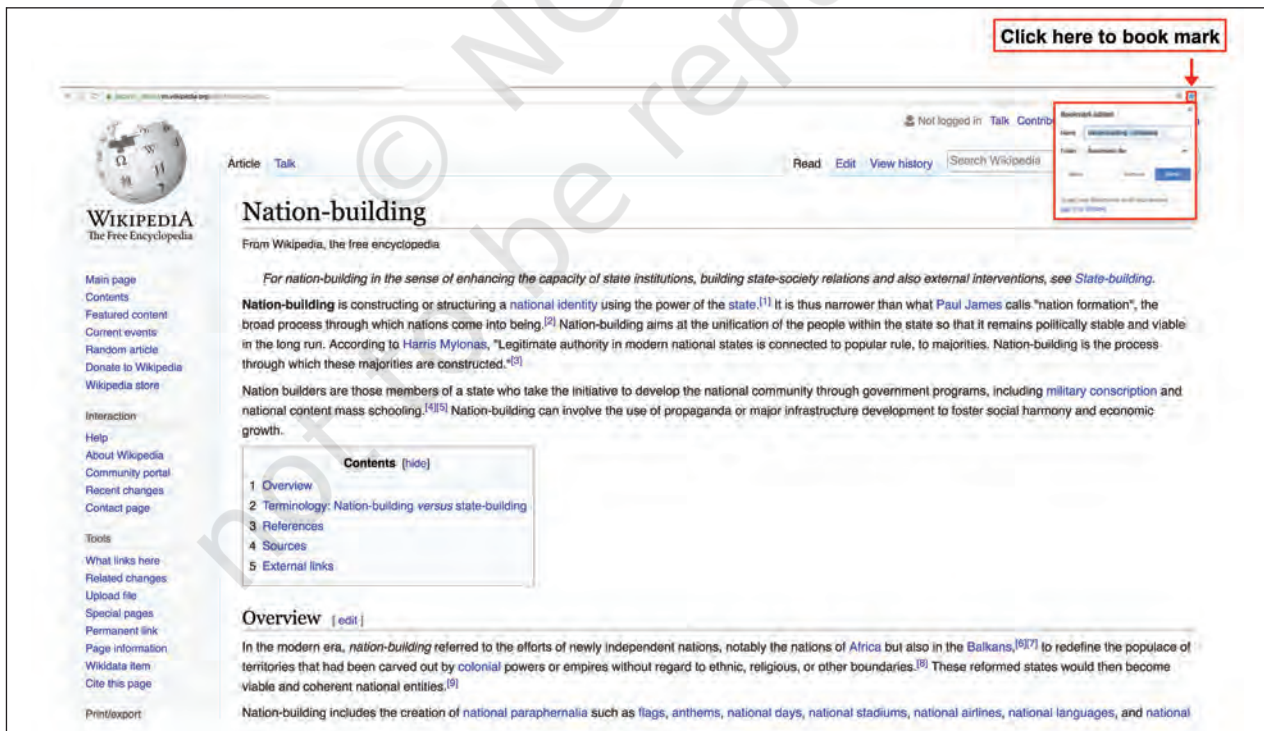 Click here to book mark
Not logged in Talk Contrib
Article Talk
Read Edit View history Search Wikipedia
Bookmark added
WIKIPEDIA
The Free Encyclopedia
Nation-building
From Wikipedia, the free encyclopedia
For nation-building in the sense of enhancing the capacity of state institutions, building state-society relations and also external interventions, see State-building.
Nation-building is constructing or structuring a national identity using the power of the state.[1] It is thus narrower than what Paul James calls "nation formation", the
broad process through which nations come into being.[2] Nation-building aims at the unification of the people within the state so that it remains politically stable and viable
in the long run. According to Harris Mylonas, "Legitimate authority in modern national states is connected to popular rule, to majorities. Nation-building is the process
through which these majorities are constructed."[3]
Nation builders are those members of a state who take the initiative to develop the national community through government programs, including military conscription and
national content mass schooling.[4][5] Nation-building can involve the use of propaganda or major infrastructure development to foster social harmony and economic
growth.
Contents [hide]
1 Overview
2 Terminology: Nation-building versus state-building
3 References
4 Sources
5 External links
Overview [edit]
In the modern era, nation-building referred to the efforts of newly independent nations, notably the nations of Africa but also in the Balkans,[6][7] to redefine the populace of
territories that had been carved out by colonial powers or empires without regard to ethnic, religious, or other boundaries.[8] These reformed states would then become
viable and coherent national entities.[9]
Nation-building includes the creation of national paraphernalia such as flags, anthems, national days, national stadiums, national airlines, national languages, and national
Main page
Contents
Featured content
Current events
Random article
Donate to Wikipedia
Wikipedia store
Interaction
Help
About Wikipedia
Community portal
Recent changes
Contact page
Tools
What links here
Related changes
Upload file
Special pages
Permanent link
Page information
Wikidata item
Cite this page
Print/export
not to be rep